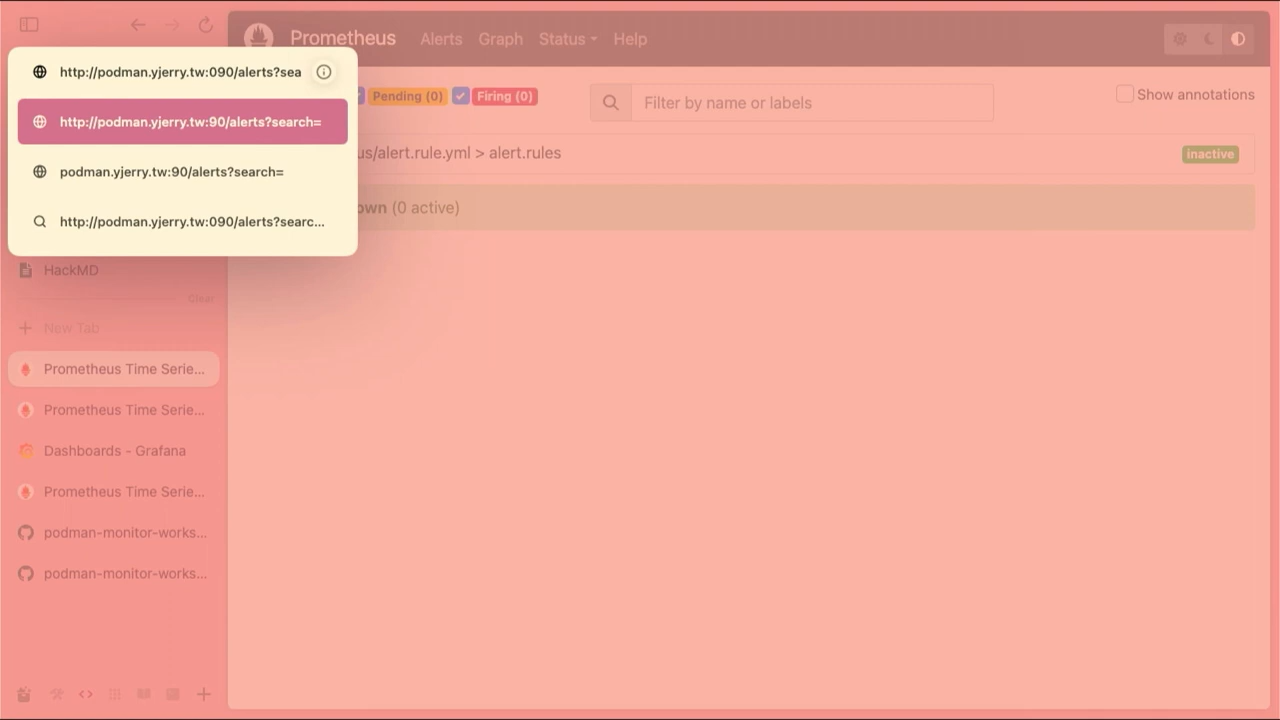 Prometheus Alerts Graph Status Help
http://podman.yjerry.tw:090/alerts?sea
http://podman.yjerry.tw:90/alerts?search=
podman.yjerry.tw:90/alerts?search=
http://podman.yjerry.tw:090/alerts?searc...
Pending (0) Firing (0)
Filter by name or labels
Show annotations
us/alert.rule.yml > alert.rules
inactive
own (0 active)
HackMD
Clear
New Tab
Prometheus Time Serie...
Prometheus Time Serie...
Dashboards - Grafana
Prometheus Time Serie...
podman-monitor-works...
podman-monitor-works...